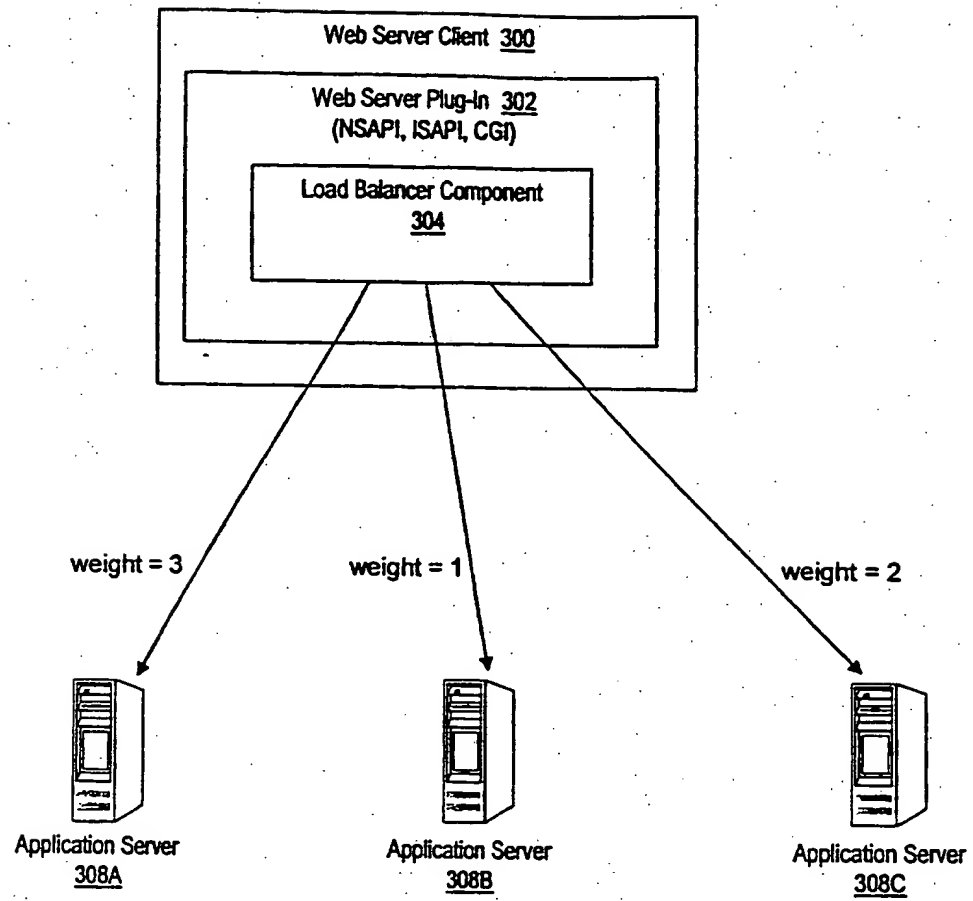 Web Server Client 300
Web Server Plug-In 302
(NSAPI, ISAPI, CGI)
Load Balancer Component
304
weight = 3
weight = 1
weight = 2
Application Server
308A
Application Server
308B
Application Server
308C